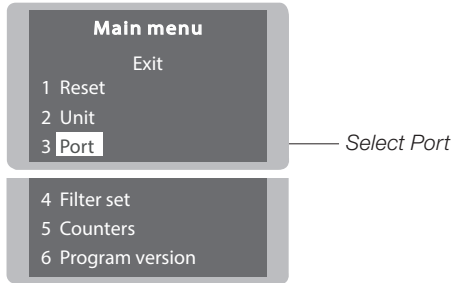 Main menu
Exit
1 Reset
2 Unit
3 Port
Select Port
4 Filter set
5 Counters
6 Program version